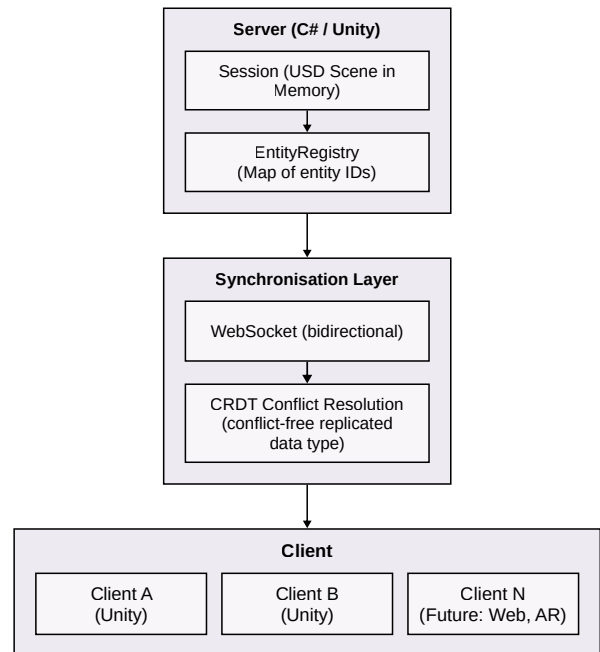 Server (C# / Unity)
Session (USD Scene in
Memory)
EntityRegistry
(Map of entity IDs)
Synchronisation Layer
WebSocket (bidirectional)
CRDT Conflict Resolution
(conflict-free replicated
data type)
Client
Client A
(Unity)
Client B
(Unity)
Client N
(Future: Web, AR)